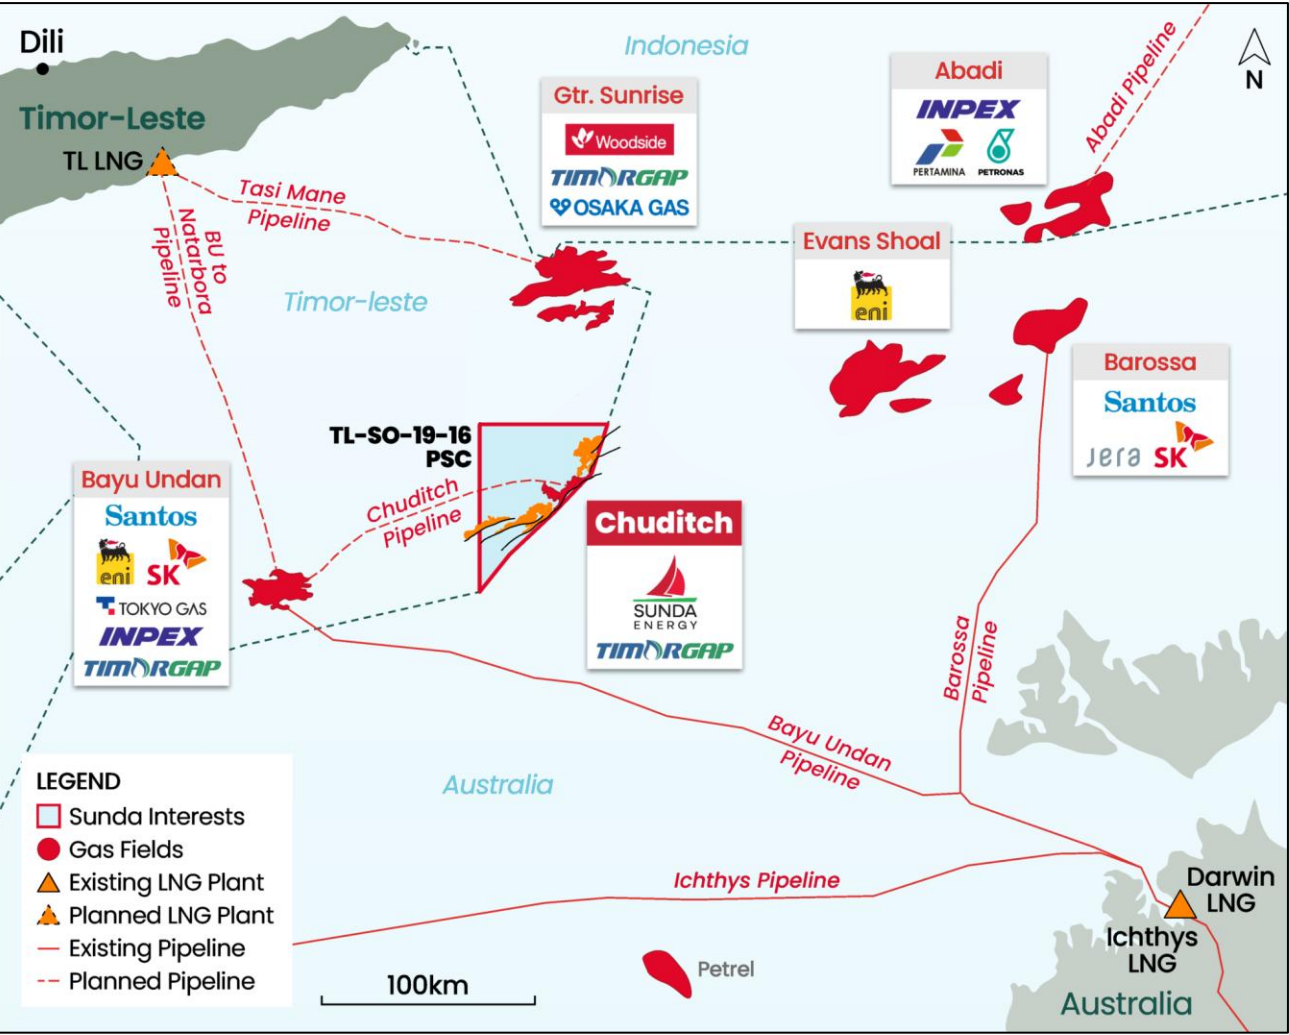 Dili
Indonesia
N
Timor-Leste
TL LNG
Tasi Mane
Pipeline
BU to
Natarbora
Pipeline
Timor-leste
Gtr. Sunrise
Woodside
TIMORGAP
OSAKA GAS
Abadi
INPEX
PERTAMINA
PETRONAS
Abadi Pipeline
Evans Shoal
eni
Barossa
Santos
Jera SK
TL-SO-19-16
PSC
Chuditch
Pipeline
Bayu Undan
Santos
eni SK
TOKYO GAS
INPEX
TIMORGAP
Chuditch
SUNDA
ENERGY
TIMORGAP
Barossa
Pipeline
Bayu Undan
Pipeline
Australia
Ichthys Pipeline
Petrel
Darwin
LNG
Ichthys
LNG
Australia
LEGEND
Sunda Interests
Gas Fields
Existing LNG Plant
Planned LNG Plant
Existing Pipeline
Planned Pipeline
100km